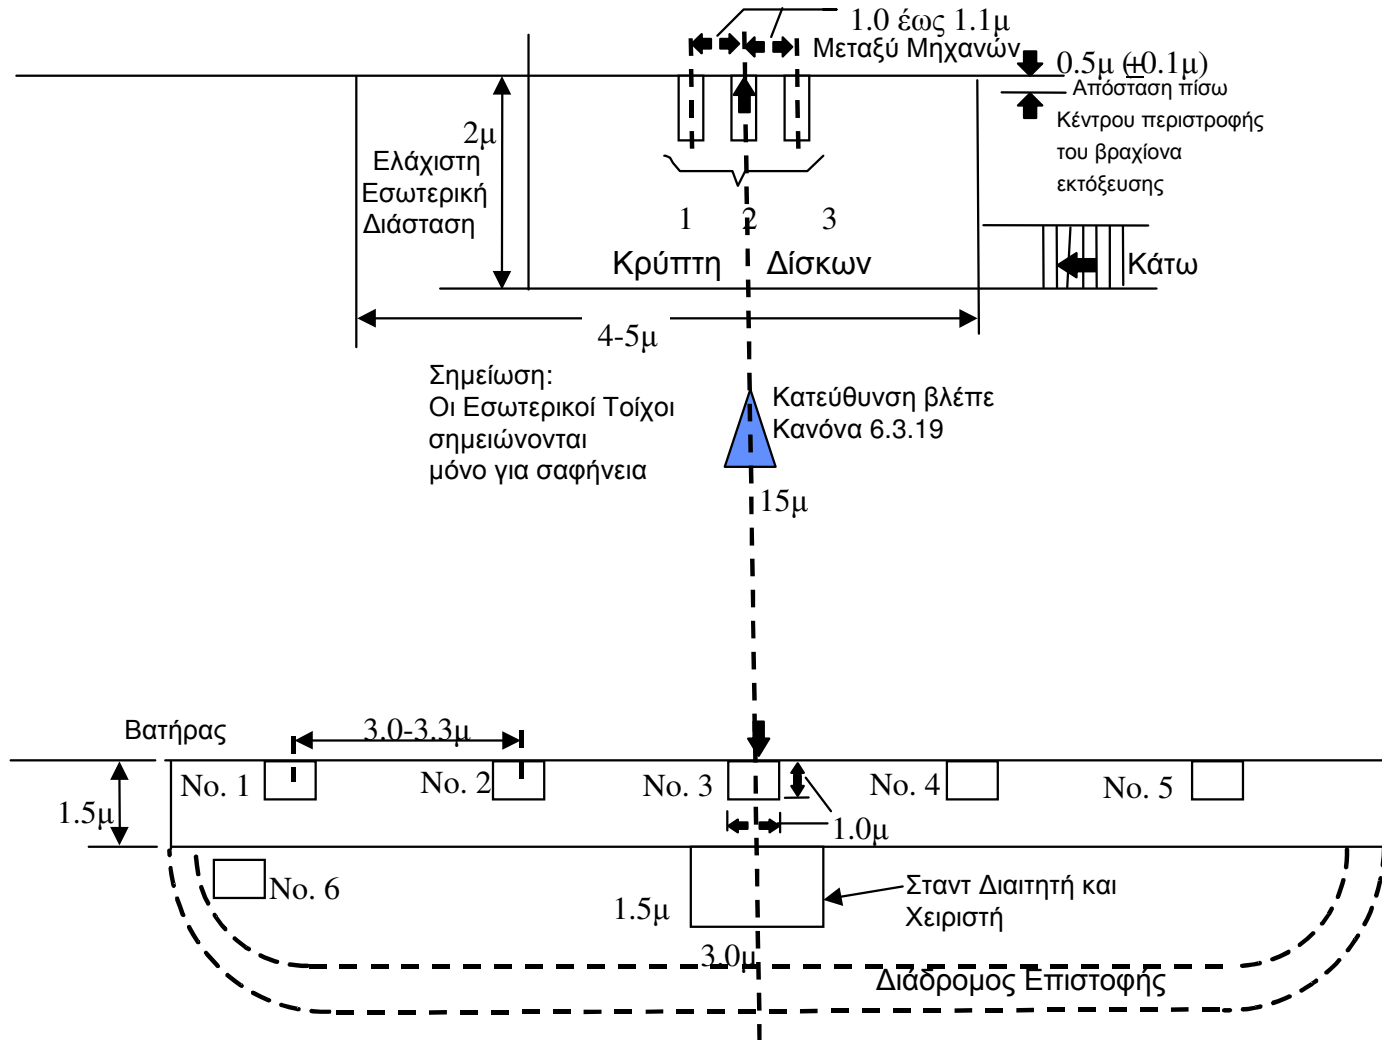 1.0 έως 1.1μ
Μεταξύ Μηχανών
0.5μ (±0.1μ)
Απόσταση πίσω
Κέντρου περιστροφής
του βραχίονα
εκτόξευσης
2μ
Ελάχιστη
Εσωτερική
Διάσταση
1 2 3
Κρύπτη Δίσκων
Κάτω
4-5μ
Σημείωση:
Οι Εσωτερικοί Τοίχοι
σημειώνονται
μόνο για σαφήνεια
Κατεύθυνση βλέπε
Κανόνα 6.3.19
15μ
Βατήρας
3.0-3.3μ
No. 1 No. 2 No. 3 No. 4 No. 5
1.5μ
1.0μ
No. 6
Σταντ Διαιτητή και
Χειριστή
1.5μ
3.0μ
Διάδρομος Επιστοφής